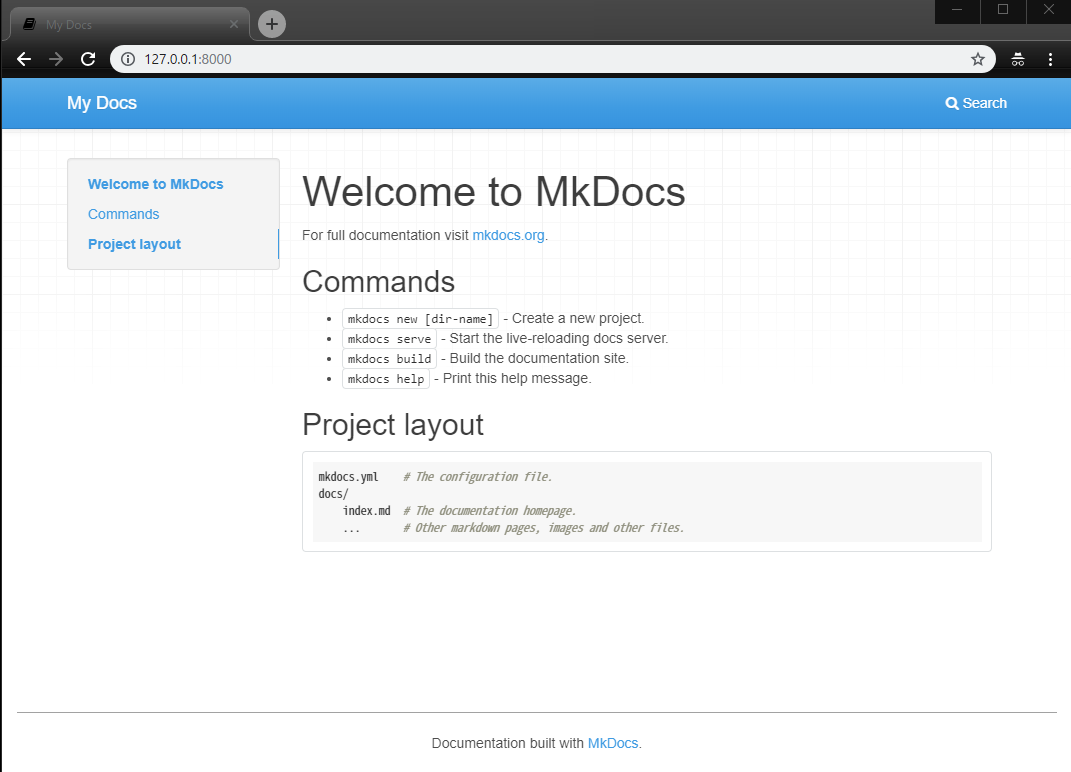 My Docs
127.0.0.1:8000
My Docs
Search
Welcome to MkDocs
Commands
Project layout
Welcome to MkDocs
For full documentation visit mkdocs.org.
Commands
mkdocs new [dir-name] - Create a new project.
mkdocs serve - Start the live-reloading docs server.
mkdocs build - Build the documentation site.
mkdocs help - Print this help message.
Project layout
mkdocs.yml    # The configuration file.
docs/
    index.md  # The documentation homepage.
    ...       # Other markdown pages, images and other files.
Documentation built with MkDocs.